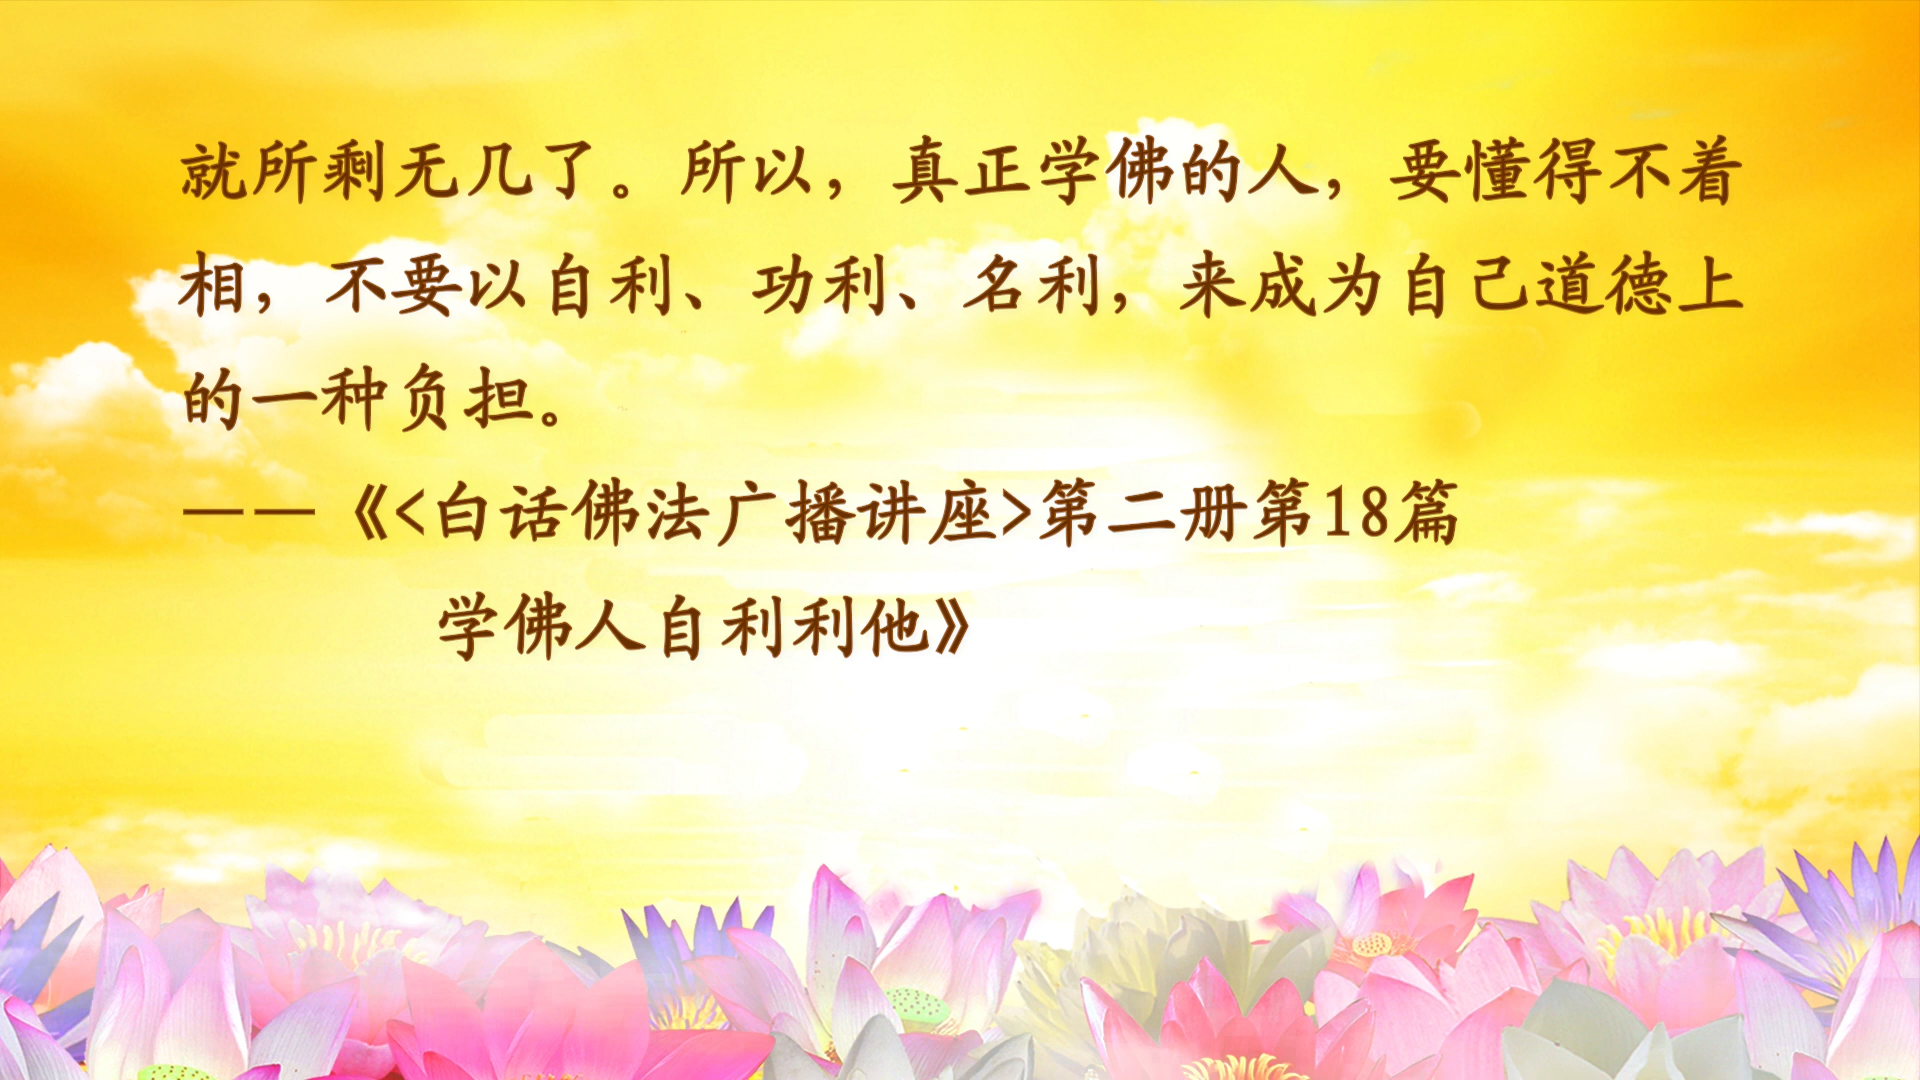 就所剩无几了。所以，真正学佛的人，要懂得不着
相，不要以自利、功利、名利，来成为自己道德上
的一种负担。
——《<白话佛法广播讲座>第二册第18篇
学佛人自利利他》